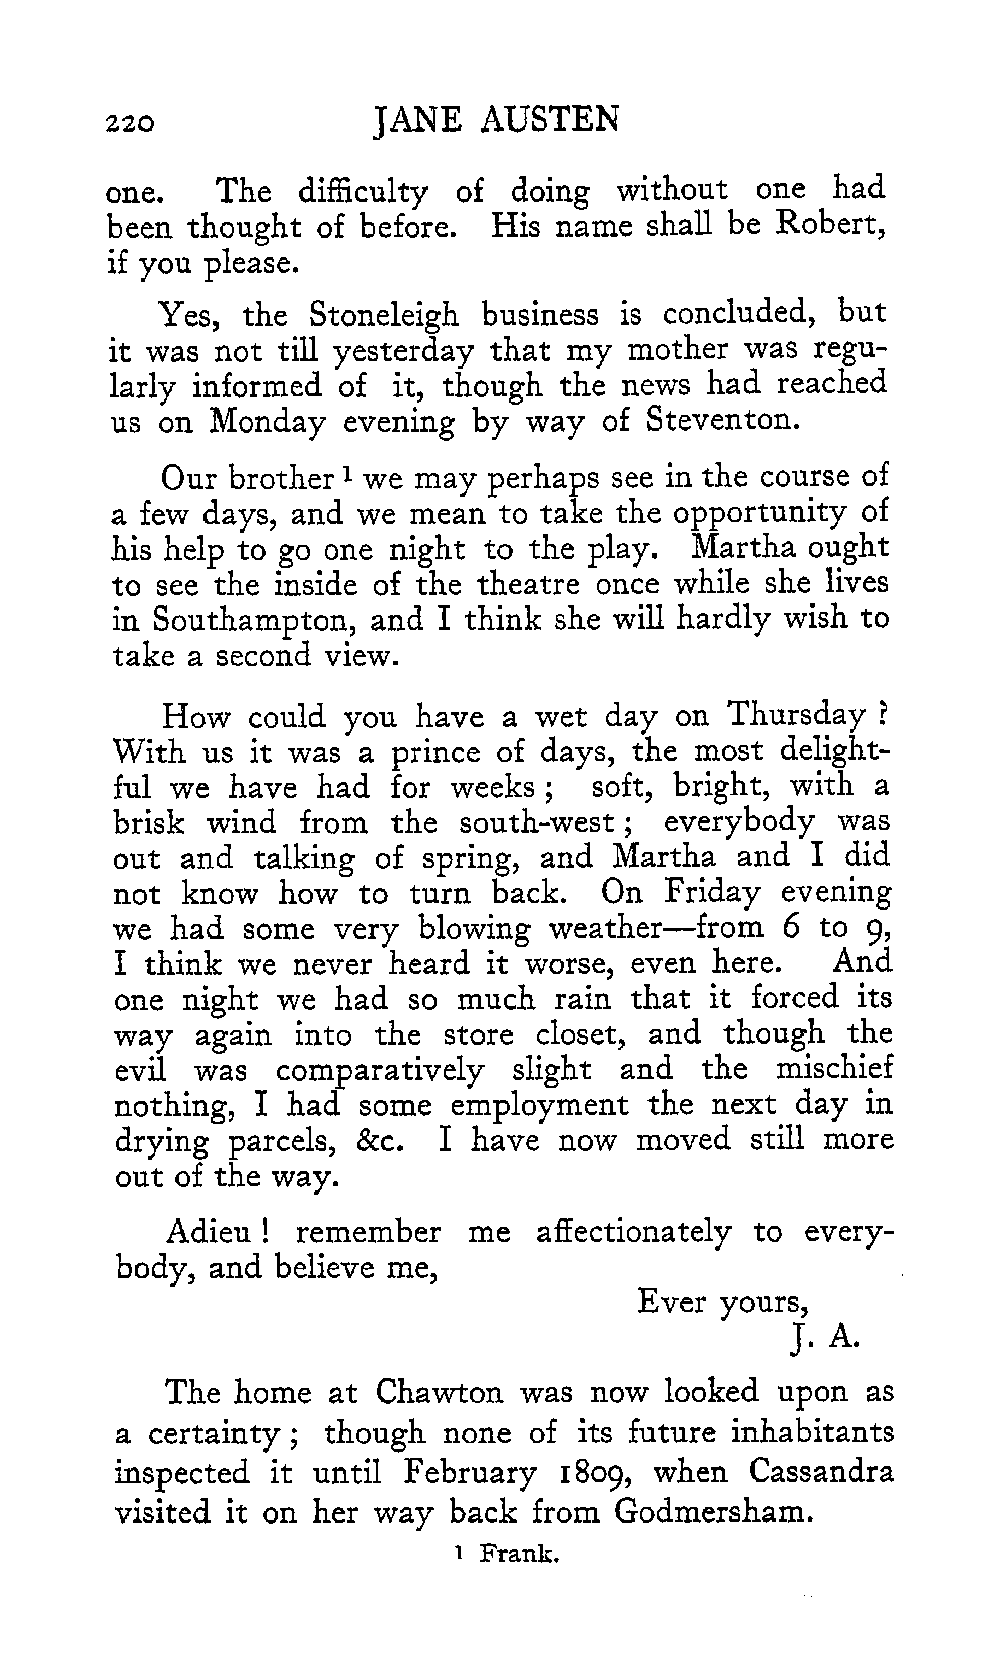 220 JANE AUSTEN
one. The difficulty of doing without one had
been thought of before. His name shall be Robert,
if you please.
Yes, the Stoneleigh business is concluded, but
it was not till yesterday that my mother was regu-
larly informed of it, though the news had reached
us on Monday evening by way of Steventon.
Our brother 1 we may perhaps see in the course of
a few days, and we mean to take the opportunity of
his help to go one night to the play. Martha ought
to see the inside of the theatre once while she lives
in Southampton, and I think she will hardly wish to
take a second view.
How could you have a wet day on Thursday ?
With us it was a prince of days, the most delight-
ful we have had for weeks ; soft, bright, with a
brisk wind from the south-west ; everybody was
out and talking of spring, and Martha and I did
not know how to turn back. On Friday evening
we had some very blowing weather—from 6 to 9,
I think we never heard it worse, even here. And
one night we had so much rain that it forced its
way again into the store closet, and though the
evil was comparatively slight and the mischief
nothing, I had some employment the next day in
drying parcels, &c. I have now moved still more
out of the way.
Adieu ! remember me affectionately to every-
body, and believe me,
Ever yours,
J. A.
The home at Chawton was now looked upon as
a certainty ; though none of its future inhabitants
inspected it until February 1809, when Cassandra
visited it on her way back from Godmersham.
1 Frank.